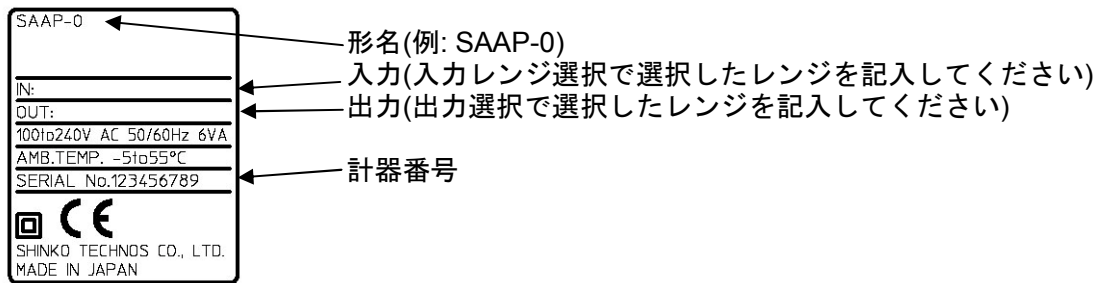 SAAP-0
形名(例: SAAP-0)
入力(入力レンジ選択で選択したレンジを記入してください)
IN:
出力(出力選択で選択したレンジを記入してください)
OUT:
100to240V AC 50/60Hz 6VA
AMB.TEMP. -5to55°C
計器番号
SERIAL No.123456789
CE
SHINKO TECHNOS CO., LTD.
MADE IN JAPAN